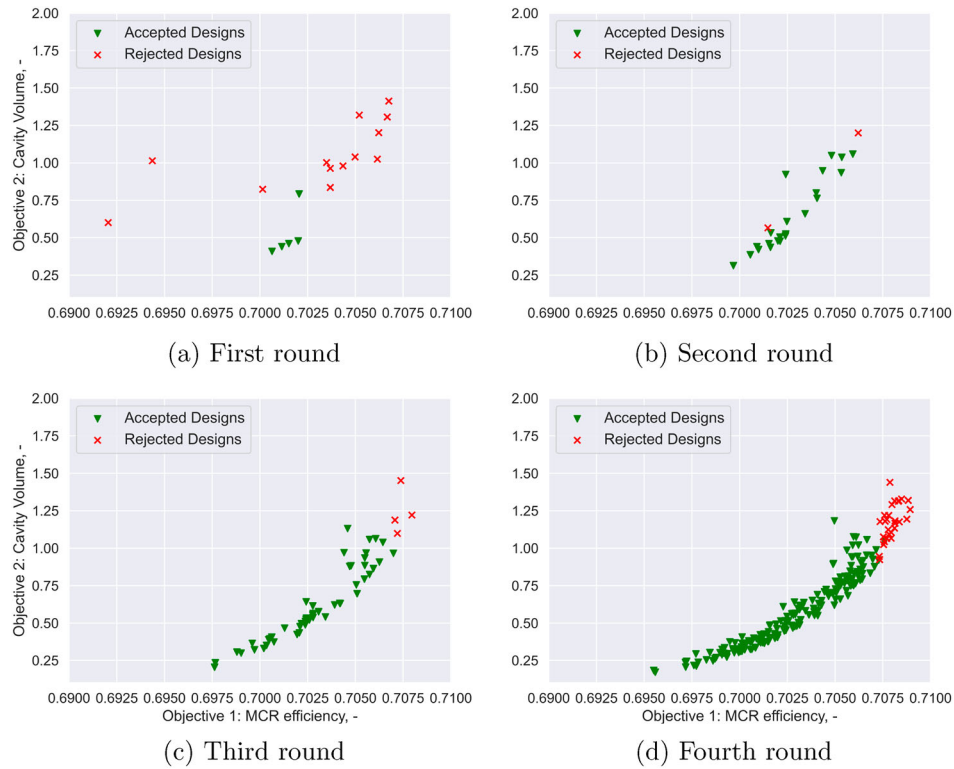 2.00
1.75
1.50
1.25
1.00
0.75
0.50
0.25
Objective 2: Cavity Volume, -
Accepted Designs
Rejected Designs
0.6900 0.6925 0.6950 0.6975 0.7000 0.7025 0.7050 0.7075 0.7100
(a) First round
2.00
1.75
1.50
1.25
1.00
0.75
0.50
0.25
Accepted Designs
Rejected Designs
0.6900 0.6925 0.6950 0.6975 0.7000 0.7025 0.7050 0.7075 0.7100
(b) Second round
2.00
1.75
1.50
1.25
1.00
0.75
0.50
0.25
Objective 2: Cavity Volume, -
Accepted Designs
Rejected Designs
0.6900 0.6925 0.6950 0.6975 0.7000 0.7025 0.7050 0.7075 0.7100
Objective 1: MCR efficiency, -
(c) Third round
2.00
1.75
1.50
1.25
1.00
0.75
0.50
0.25
Accepted Designs
Rejected Designs
0.6900 0.6925 0.6950 0.6975 0.7000 0.7025 0.7050 0.7075 0.7100
Objective 1: MCR efficiency, -
(d) Fourth round